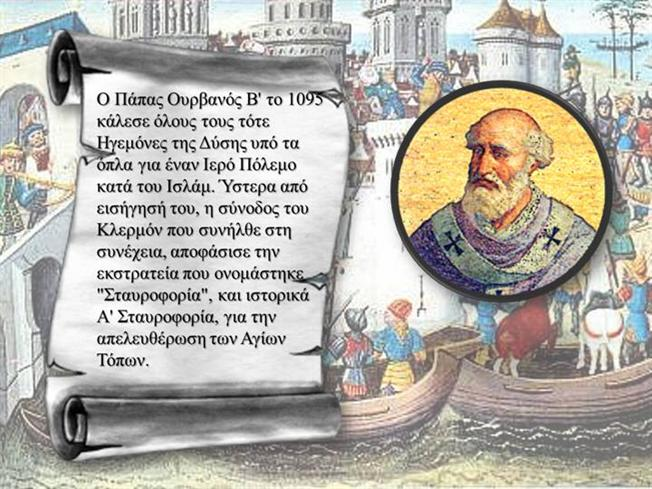 Ο Πάπας Ουρβανός Β' το 1095
κάλεσε όλους τους τότε
Ηγεμόνες της Δύσης υπό τα
όπλα για έναν Ιερό Πόλεμο
κατά του Ισλάμ. Ύστερα από
εισήγησή του, η σύνοδος του
Κλερμόν που συνήλθε στη
συνέχεια, αποφάσισε την
εκστρατεία που ονομάστηκε
"Σταυροφορία", και ιστορικά
Α' Σταυροφορία, για την
απελευθέρωση των Αγίων
Τόπων.